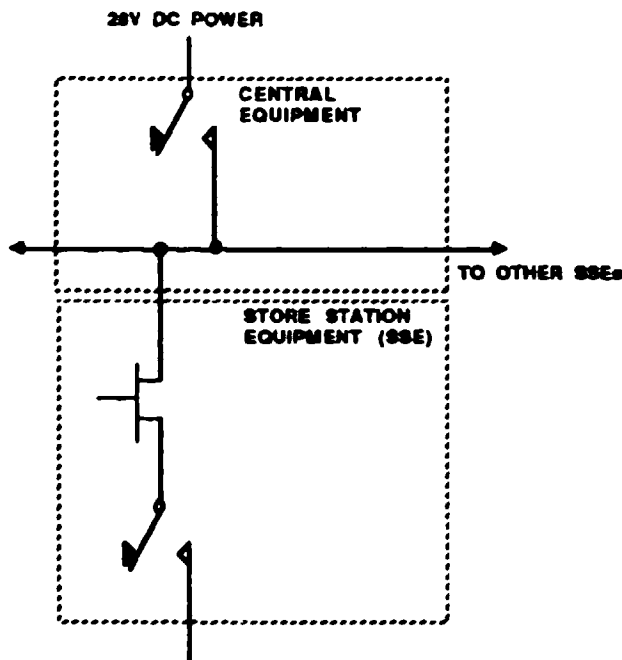 28V DC POWER
CENTRAL
EQUIPMENT
TO OTHER SSEs
STORE STATION
EQUIPMENT (SSE)